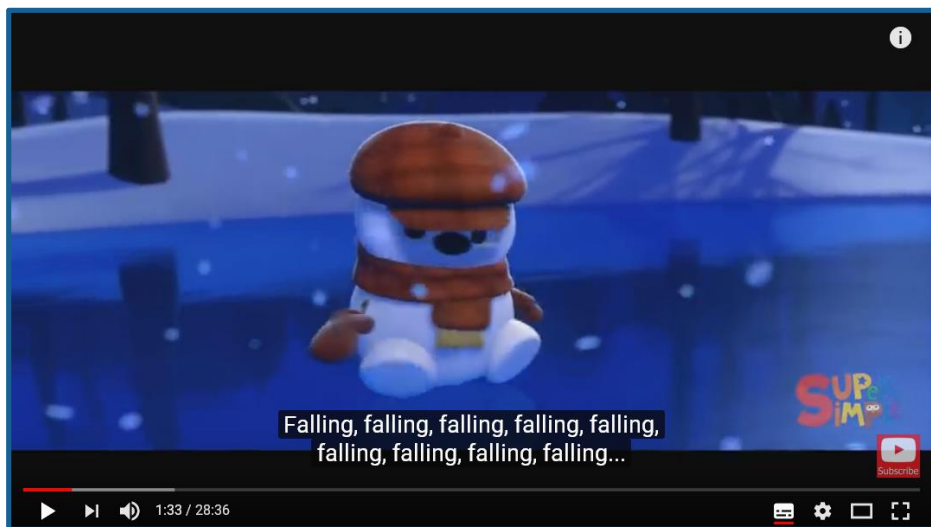 Falling, falling, falling, falling, falling,
falling, falling, falling, falling...
SUPER
SIMPLE
Subscribe
1:33 / 28:36